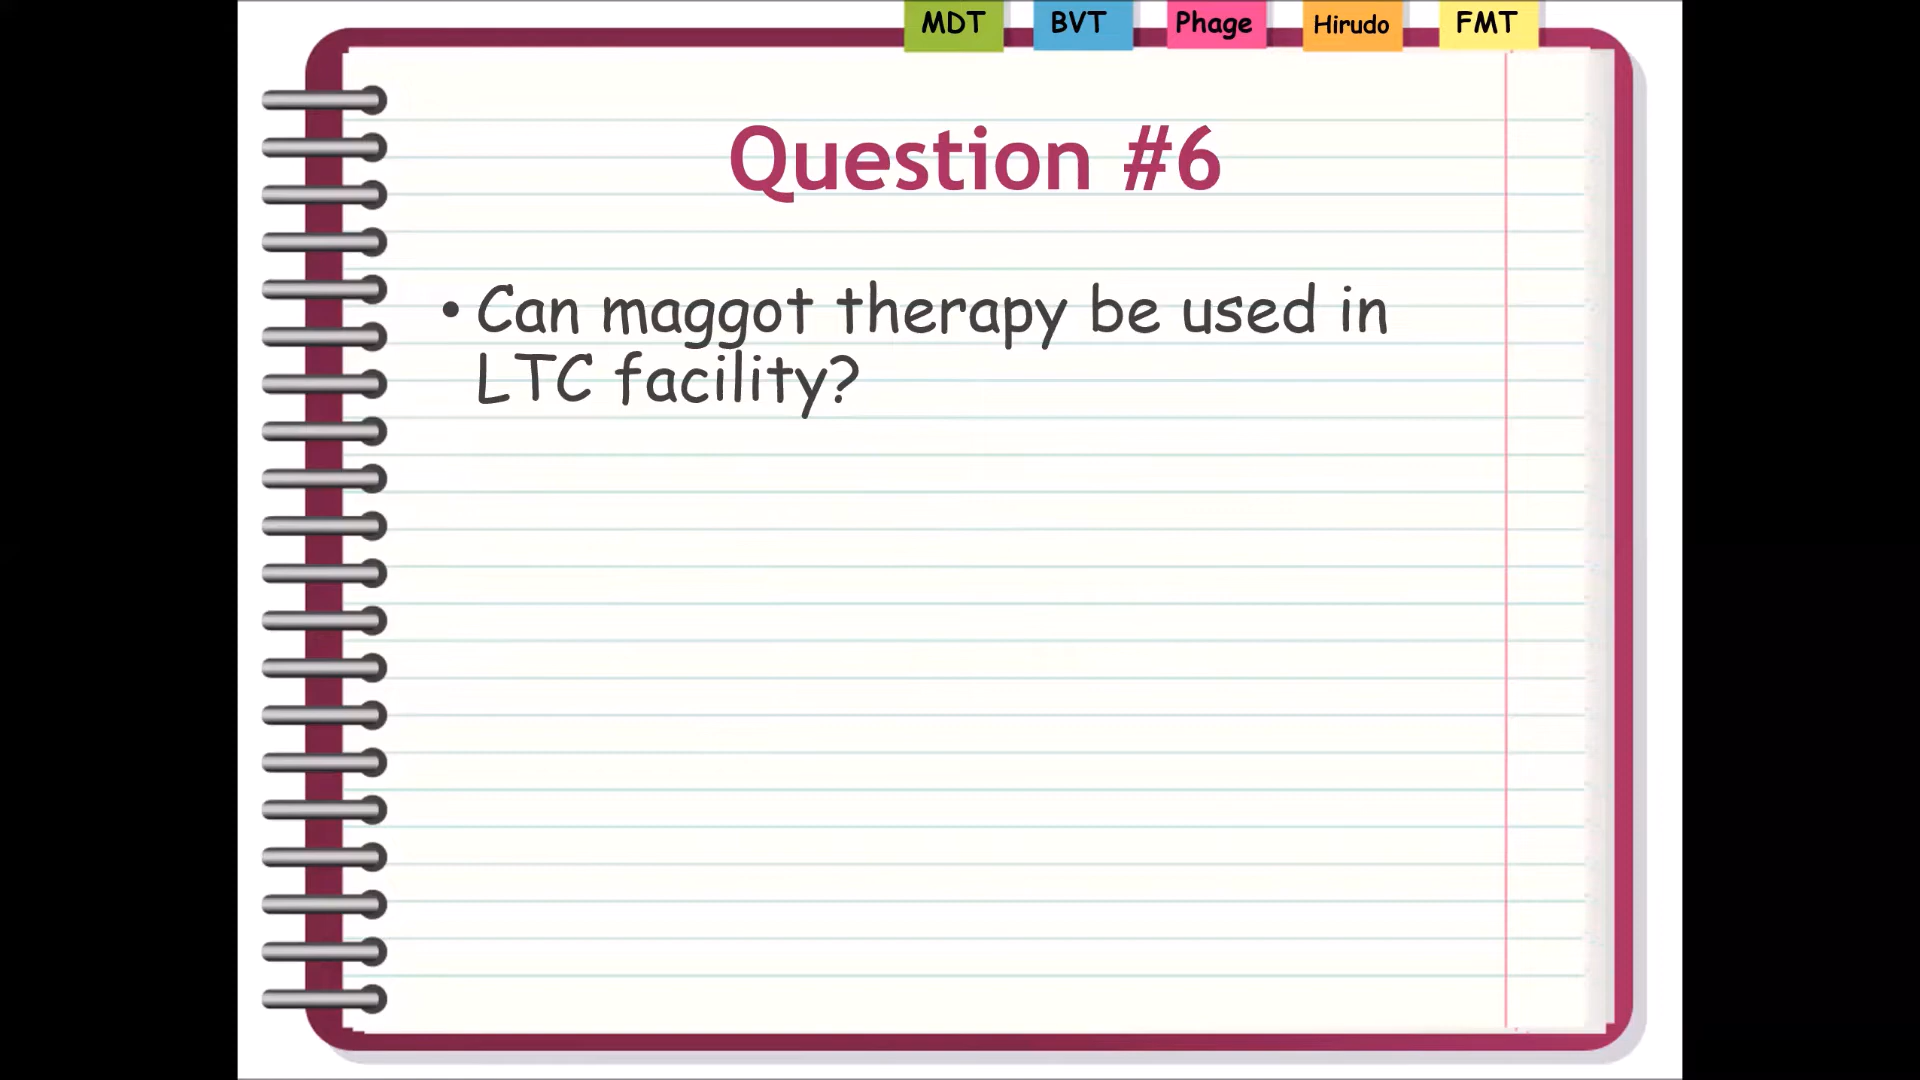 MDT BVT Phage Hirudo FMT
Question #6
• Can maggot therapy be used in
LTC facility?